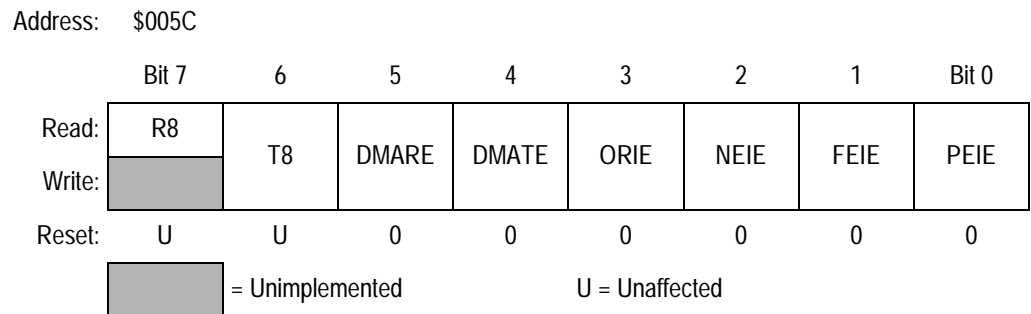 Address: $005C
Bit 7 6 5 4 3 2 1 Bit 0
Read: R8 T8 DMARE DMATE ORIE NEIE FEIE PEIE
Write:
Reset: U U 0 0 0 0 0 0
= Unimplemented U = Unaffected